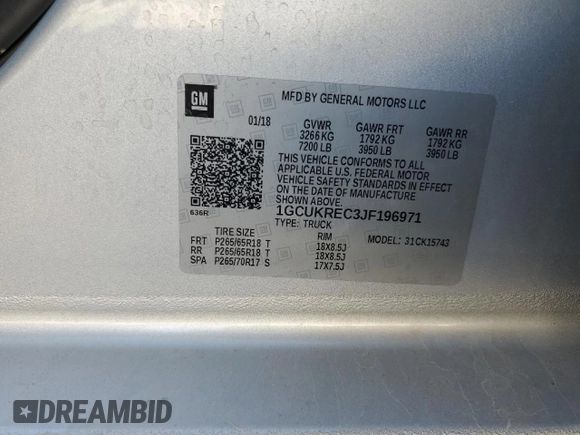 GM
MFD BY GENERAL MOTORS LLC
01/18
GVWR GAWR FRT GAWR RR
3266 KG 1792 KG 1792 KG
7200 LB 3950 LB 3950 LB
THIS VEHICLE CONFORMS TO ALL
APPLICABLE U.S. FEDERAL MOTOR
VEHICLE SAFETY STANDARDS IN EFFECT
ON THE DATE OF MANUFACTURE
SHOWN ABOVE.
636R
1GCUKREC3JF196971
TYPE: TRUCK
TIRE SIZE RIM MODEL: 31CK15743
FRT P265/65R18 T 18X8.5J
RR P265/65R18 T 18X8.5J
SPA P265/70R17 S 17X7.5J
DREAMBID